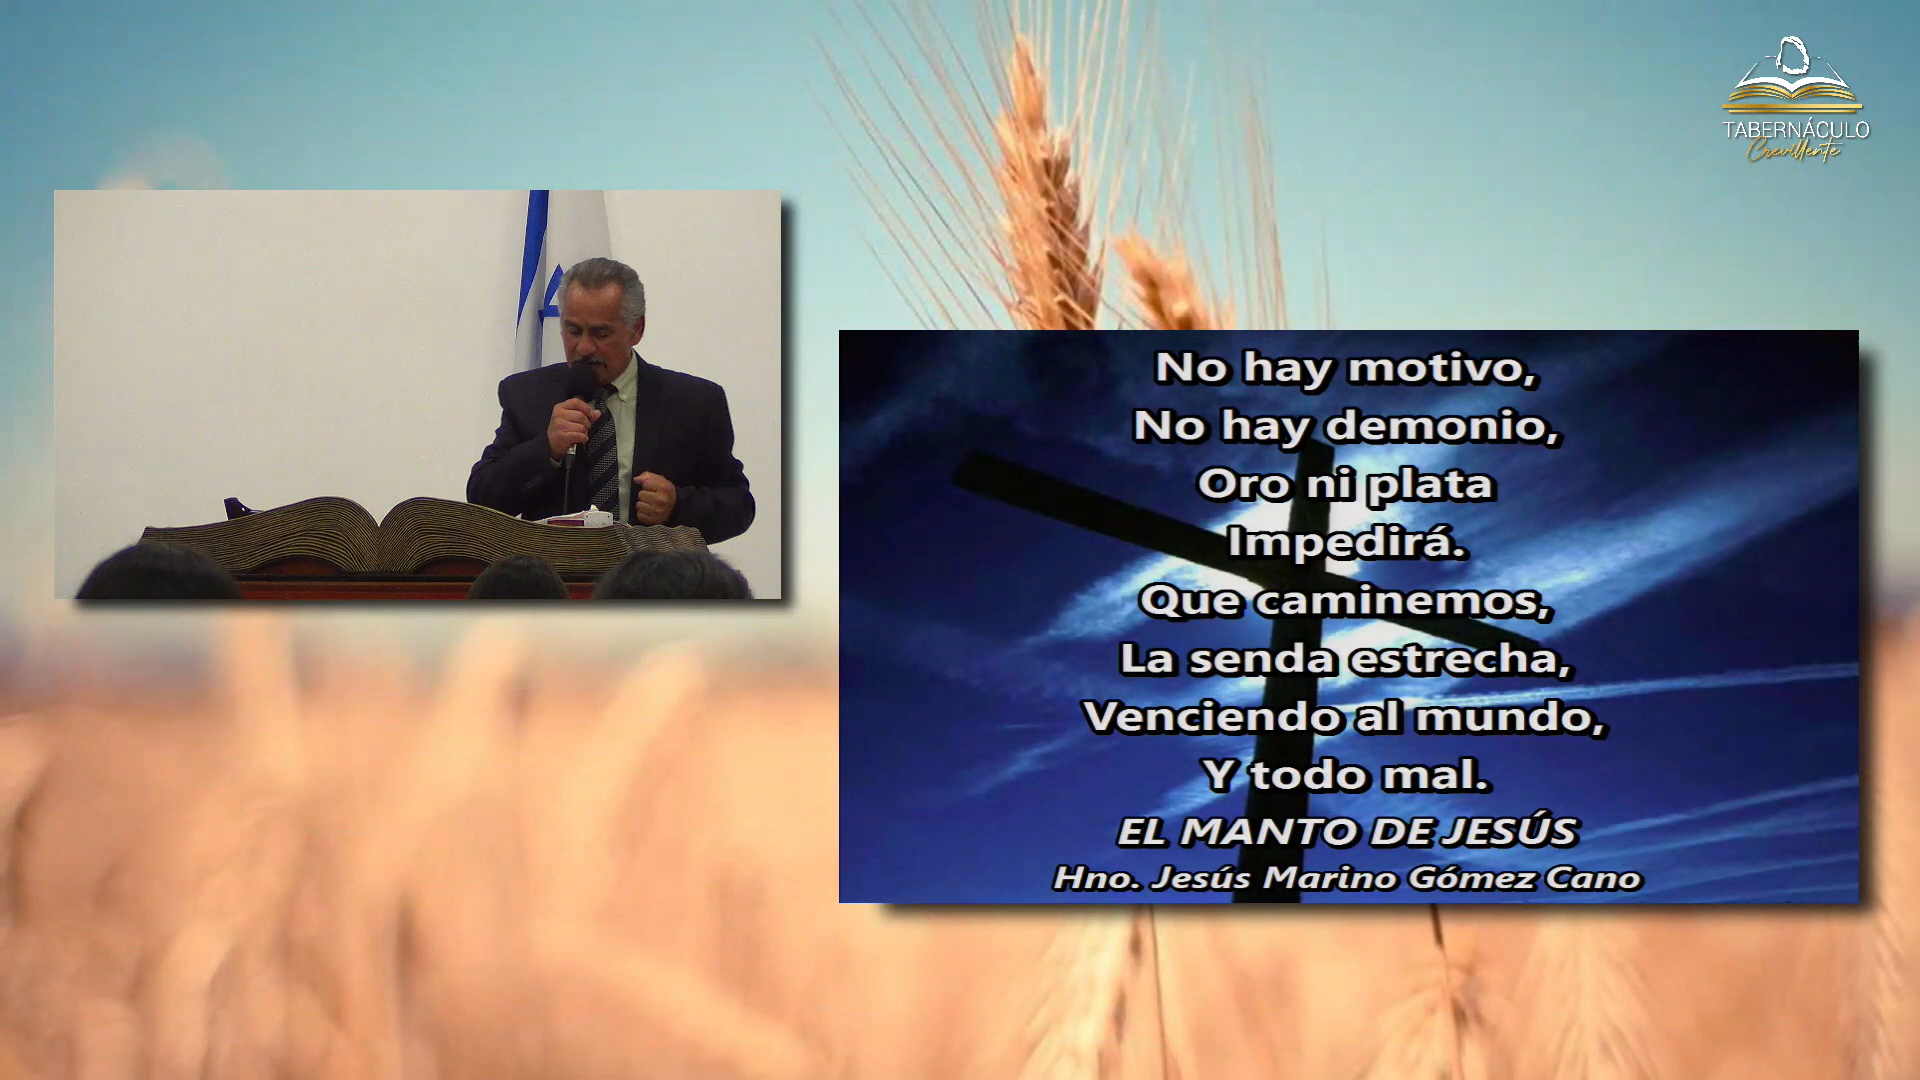 TABERNÁCULO
Crevillente
No hay motivo,
No hay demonio,
Oro ni plata
Impedirá.
Que caminemos,
La senda estrecha,
Venciendo al mundo,
Y todo mal.
EL MANTO DE JESÚS
Hno. Jesús Marino Gómez Cano